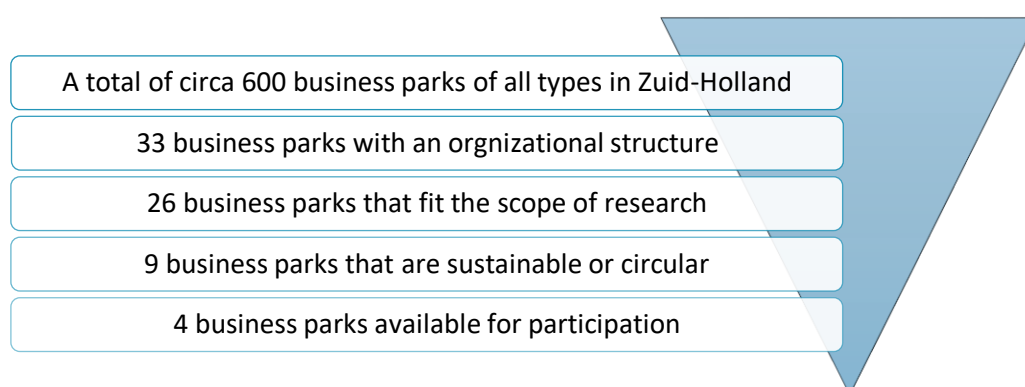 A total of circa 600 business parks of all types in Zuid-Holland
33 business parks with an orgnizational structure
26 business parks that fit the scope of research
9 business parks that are sustainable or circular
4 business parks available for participation